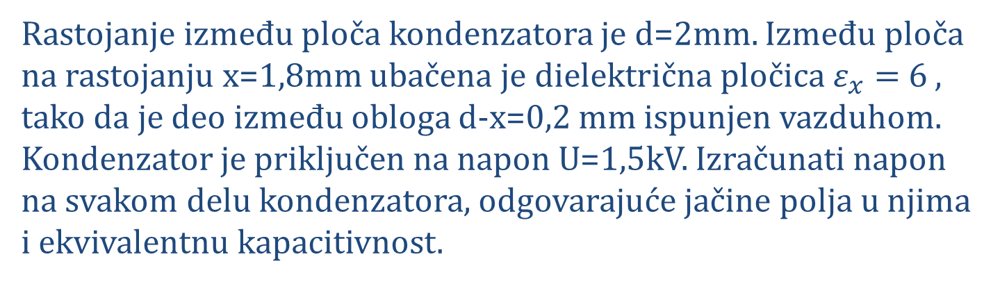 Rastojanje između ploča kondenzatora je d=2mm. Između ploča
na rastojanju x=1,8mm ubačena je dielektrična pločica εₓ = 6 ,
tako da je deo između obloga d-x=0,2 mm ispunjen vazduhom.
Kondenzator je priključen na napon U=1,5kV. Izračunati napon
na svakom delu kondenzatora, odgovarajuće jačine polja u njima
i ekvivalentnu kapacitivnost.